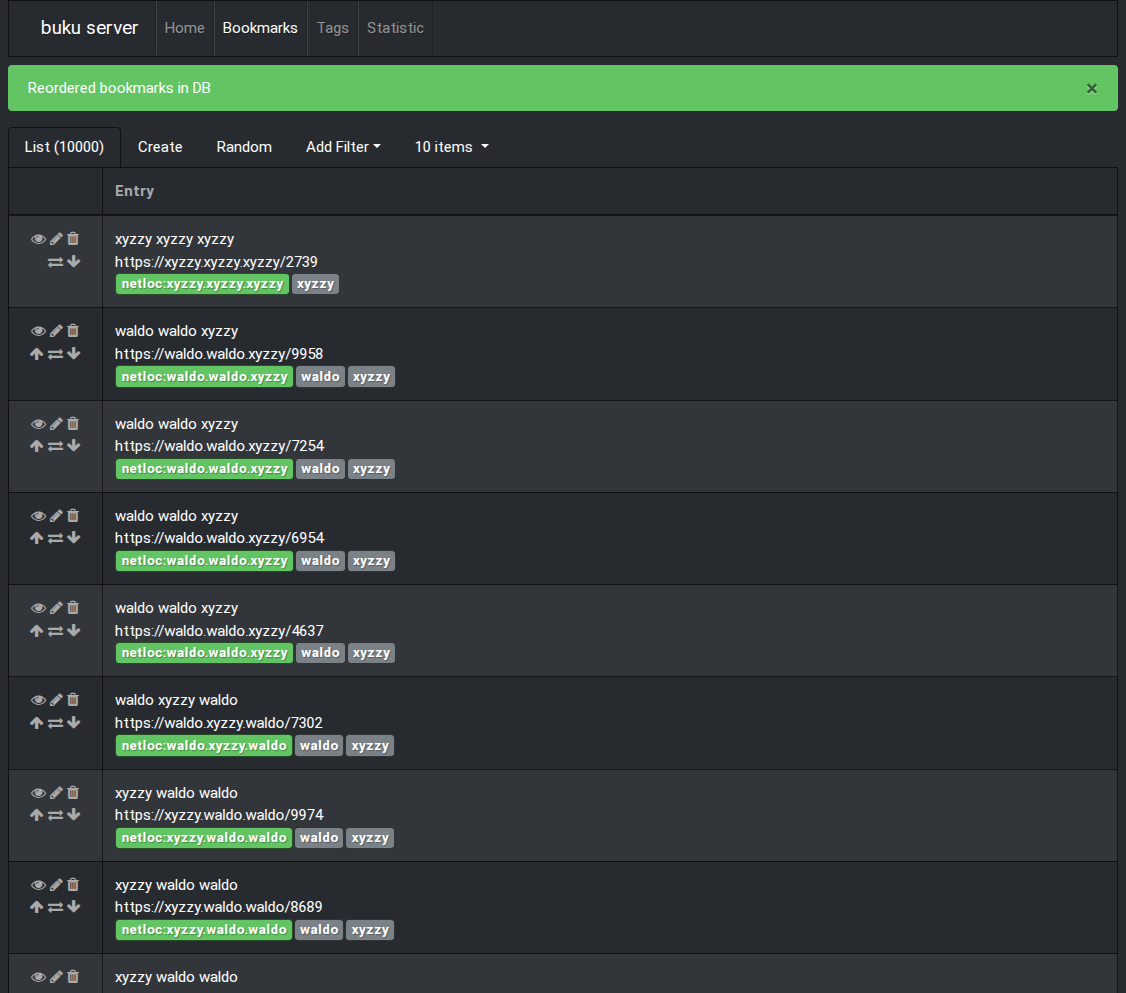 buku server Home Bookmarks Tags Statistic
Reordered bookmarks in DB ×
List (10000) Create Random Add Filter 10 items
Entry
xyzzy xyzzy xyzzy
https://xyzzy.xyzzy.xyzzy/2739
netloc:xyzzy.xyzzy.xyzzy xyzzy
waldo waldo xyzzy
https://waldo.waldo.xyzzy/9958
netloc:waldo.waldo.xyzzy waldo xyzzy
waldo waldo xyzzy
https://waldo.waldo.xyzzy/7254
netloc:waldo.waldo.xyzzy waldo xyzzy
waldo waldo xyzzy
https://waldo.waldo.xyzzy/6954
netloc:waldo.waldo.xyzzy waldo xyzzy
waldo waldo xyzzy
https://waldo.waldo.xyzzy/4637
netloc:waldo.waldo.xyzzy waldo xyzzy
waldo xyzzy waldo
https://waldo.xyzzy.waldo/7302
netloc:waldo.xyzzy.waldo waldo xyzzy
xyzzy waldo waldo
https://xyzzy.waldo.waldo/9974
netloc:xyzzy.waldo.waldo waldo xyzzy
xyzzy waldo waldo
https://xyzzy.waldo.waldo/8689
netloc:xyzzy.waldo.waldo waldo xyzzy
xyzzy waldo waldo